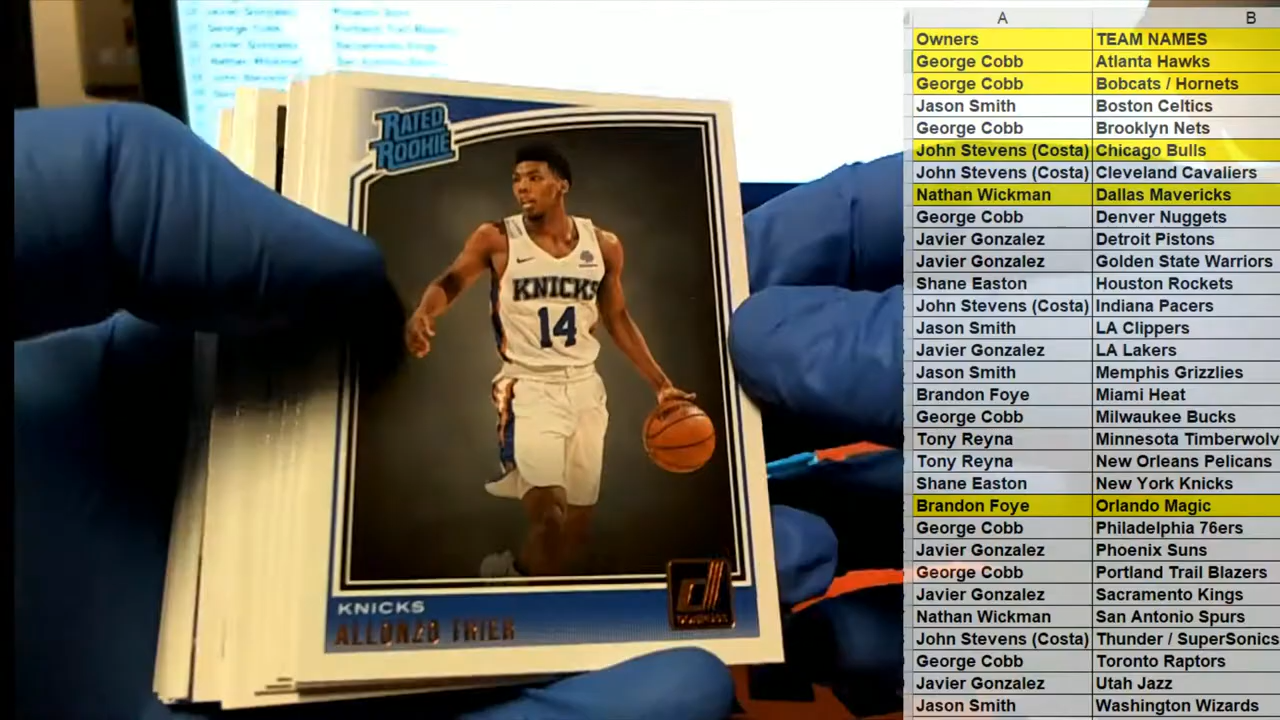 RATED
ROOKIE
KNICKS
14
KNICKS
ALLONZO TRIER
DONRUSS
A B
Owners TEAM NAMES
George Cobb Atlanta Hawks
George Cobb Bobcats / Hornets
Jason Smith Boston Celtics
George Cobb Brooklyn Nets
John Stevens (Costa) Chicago Bulls
John Stevens (Costa) Cleveland Cavaliers
Nathan Wickman Dallas Mavericks
George Cobb Denver Nuggets
Javier Gonzalez Detroit Pistons
Javier Gonzalez Golden State Warriors
Shane Easton Houston Rockets
John Stevens (Costa) Indiana Pacers
Jason Smith LA Clippers
Javier Gonzalez LA Lakers
Jason Smith Memphis Grizzlies
Brandon Foye Miami Heat
George Cobb Milwaukee Bucks
Tony Reyna Minnesota Timberwolv
Tony Reyna New Orleans Pelicans
Shane Easton New York Knicks
Brandon Foye Orlando Magic
George Cobb Philadelphia 76ers
Javier Gonzalez Phoenix Suns
George Cobb Portland Trail Blazers
Javier Gonzalez Sacramento Kings
Nathan Wickman San Antonio Spurs
John Stevens (Costa) Thunder / SuperSonics
George Cobb Toronto Raptors
Javier Gonzalez Utah Jazz
Jason Smith Washington Wizards